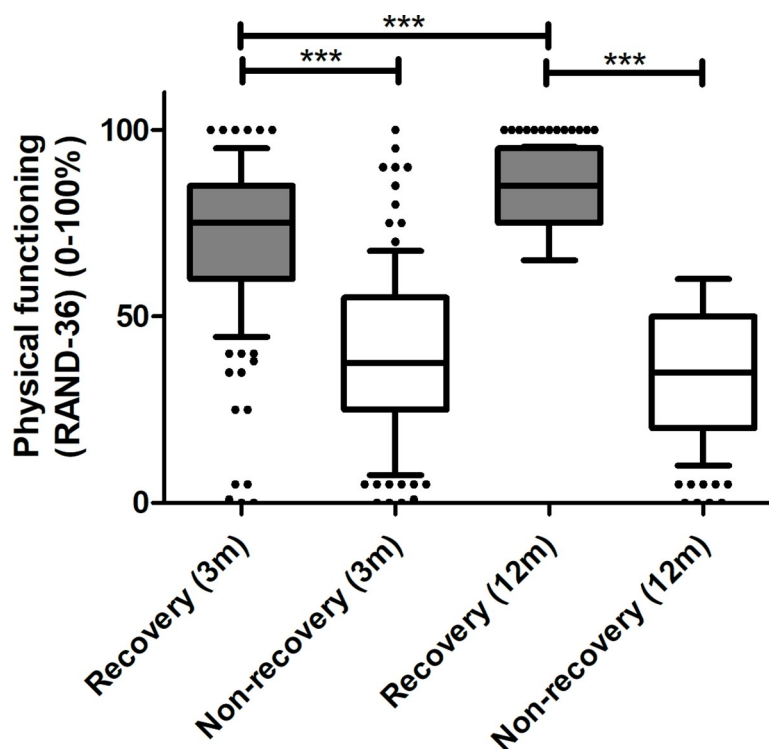 ***
*** ***
Physical functioning
(RAND-36) (0-100%)
100
50
0
Recovery (3m)
Non-recovery (3m)
Recovery (12m)
Non-recovery (12m)